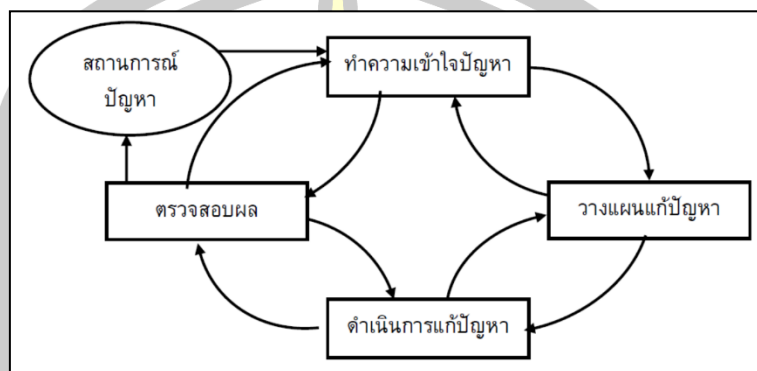 สถานการณ์
ปัญหา
ทำความเข้าใจปัญหา
ตรวจสอบผล
วางแผนแก้ปัญหา
ดำเนินการแก้ปัญหา